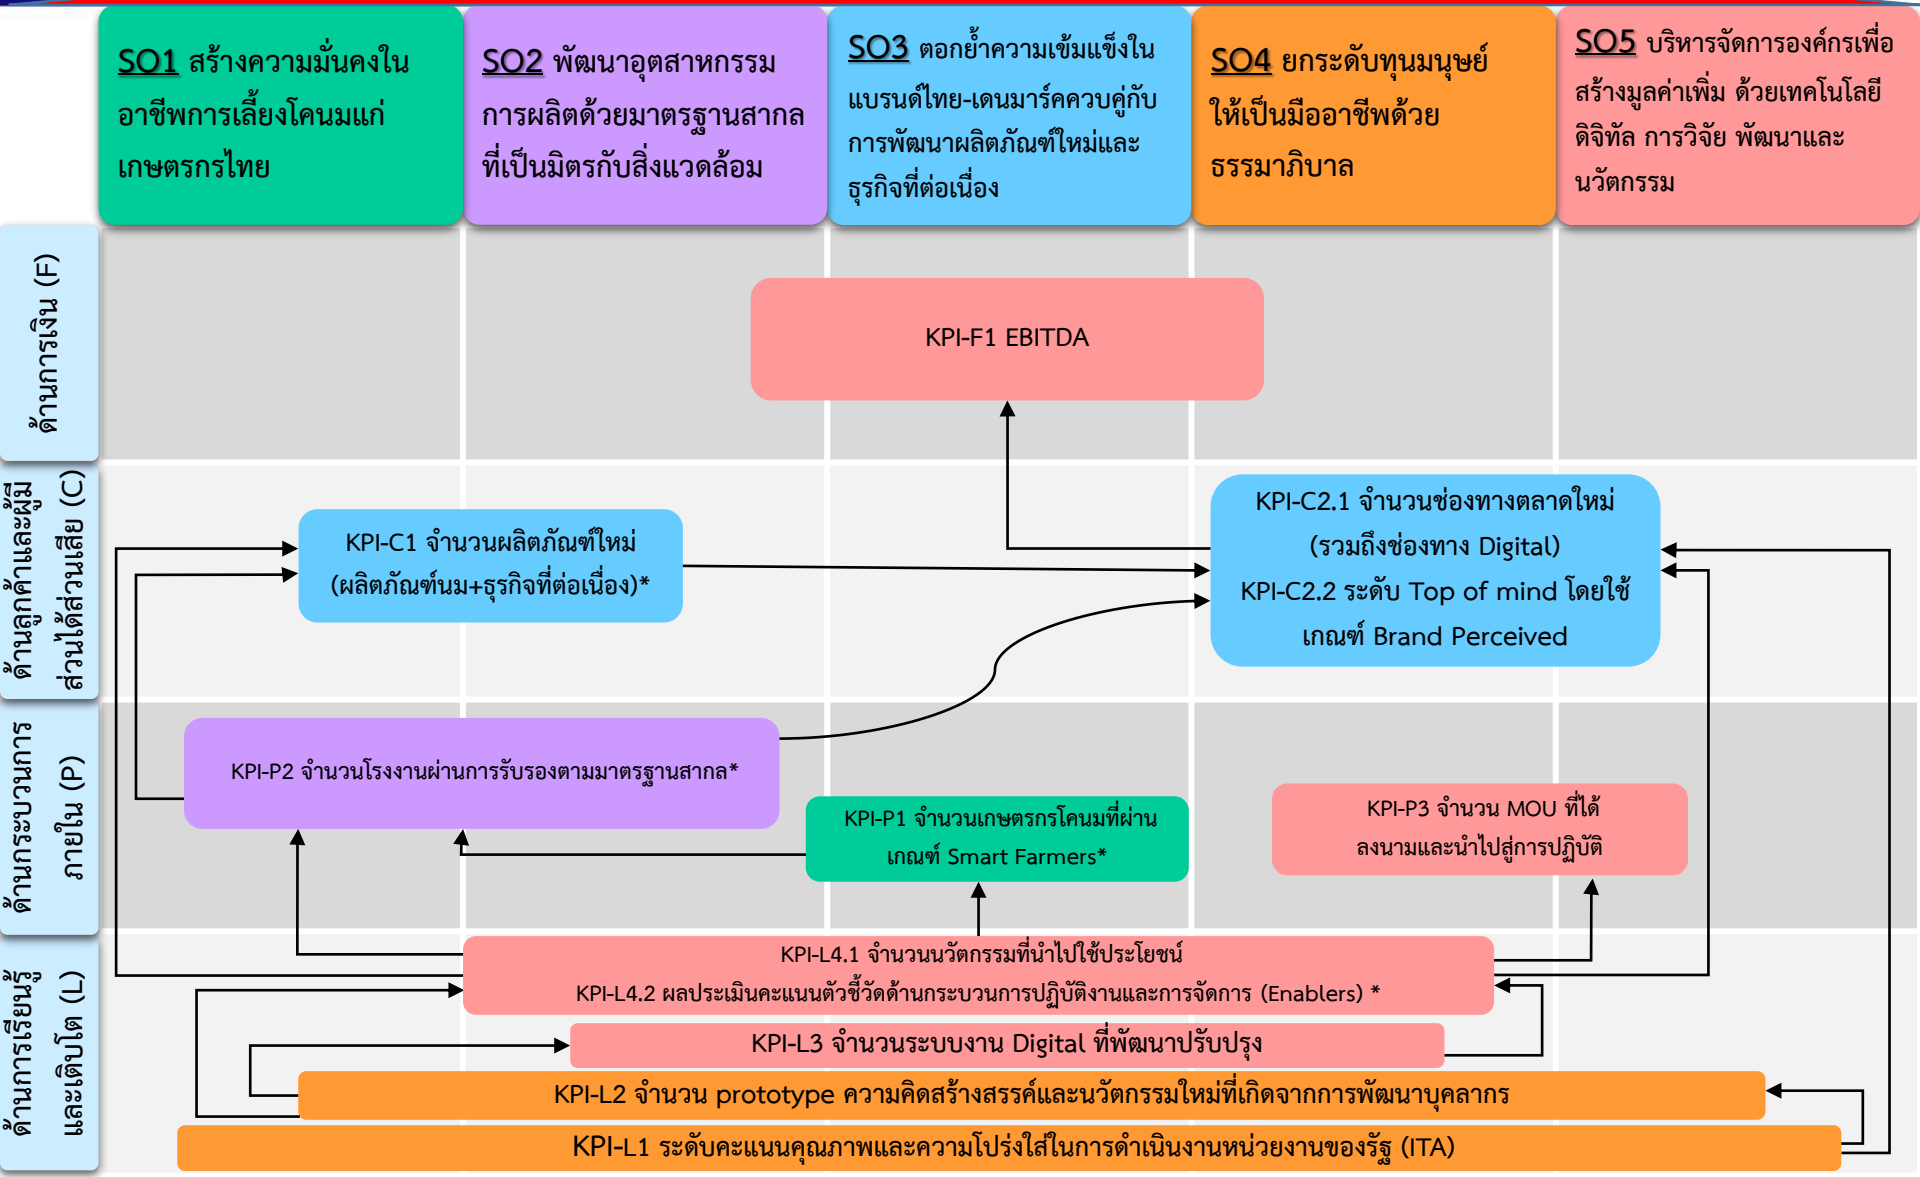 SO1 สร้างความมั่นคงใน
อาชีพการเลี้ยงโคนมแก่
เกษตรกรไทย
SO2 พัฒนาอุตสาหกรรม
การผลิตด้วยมาตรฐานสากล
ที่เป็นมิตรกับสิ่งแวดล้อม
SO3 ตอกย้ำความเข้มแข็งใน
แบรนด์ไทย-เดนมาร์คควบคู่กับ
การพัฒนาผลิตภัณฑ์ใหม่และ
ธุรกิจที่ต่อเนื่อง
SO4 ยกระดับทุนมนุษย์
ให้เป็นมืออาชีพด้วย
ธรรมาภิบาล
SO5 บริหารจัดการองค์กรเพื่อ
สร้างมูลค่าเพิ่ม ด้วยเทคโนโลยี
ดิจิทัล การวิจัย พัฒนาและ
นวัตกรรม
ด้านการเงิน (F)
KPI-F1 EBITDA
ด้านลูกค้าและผู้มี
ส่วนได้ส่วนเสีย (C)
KPI-C1 จำนวนผลิตภัณฑ์ใหม่
(ผลิตภัณฑ์นม+ธุรกิจที่ต่อเนื่อง)*
KPI-C2.1 จำนวนช่องทางตลาดใหม่
(รวมถึงช่องทาง Digital)
KPI-C2.2 ระดับ Top of mind โดยใช้
เกณฑ์ Brand Perceived
ด้านกระบวนการ
ภายใน (P)
KPI-P2 จำนวนโรงงานผ่านการรับรองตามมาตรฐานสากล*
KPI-P1 จำนวนเกษตรกรโคนมที่ผ่าน
เกณฑ์ Smart Farmers*
KPI-P3 จำนวน MOU ที่ได้
ลงนามและนำไปสู่การปฏิบัติ
ด้านการเรียนรู้
และเติบโต (L)
KPI-L4.1 จำนวนนวัตกรรมที่นำไปใช้ประโยชน์
KPI-L4.2 ผลประเมินคะแนนตัวชี้วัดด้านกระบวนการปฏิบัติงานและการจัดการ (Enablers) *
KPI-L3 จำนวนระบบงาน Digital ที่พัฒนาปรับปรุง
KPI-L2 จำนวน prototype ความคิดสร้างสรรค์และนวัตกรรมใหม่ที่เกิดจากการพัฒนาบุคลากร
KPI-L1 ระดับคะแนนคุณภาพและความโปร่งใสในการดำเนินงานหน่วยงานของรัฐ (ITA)